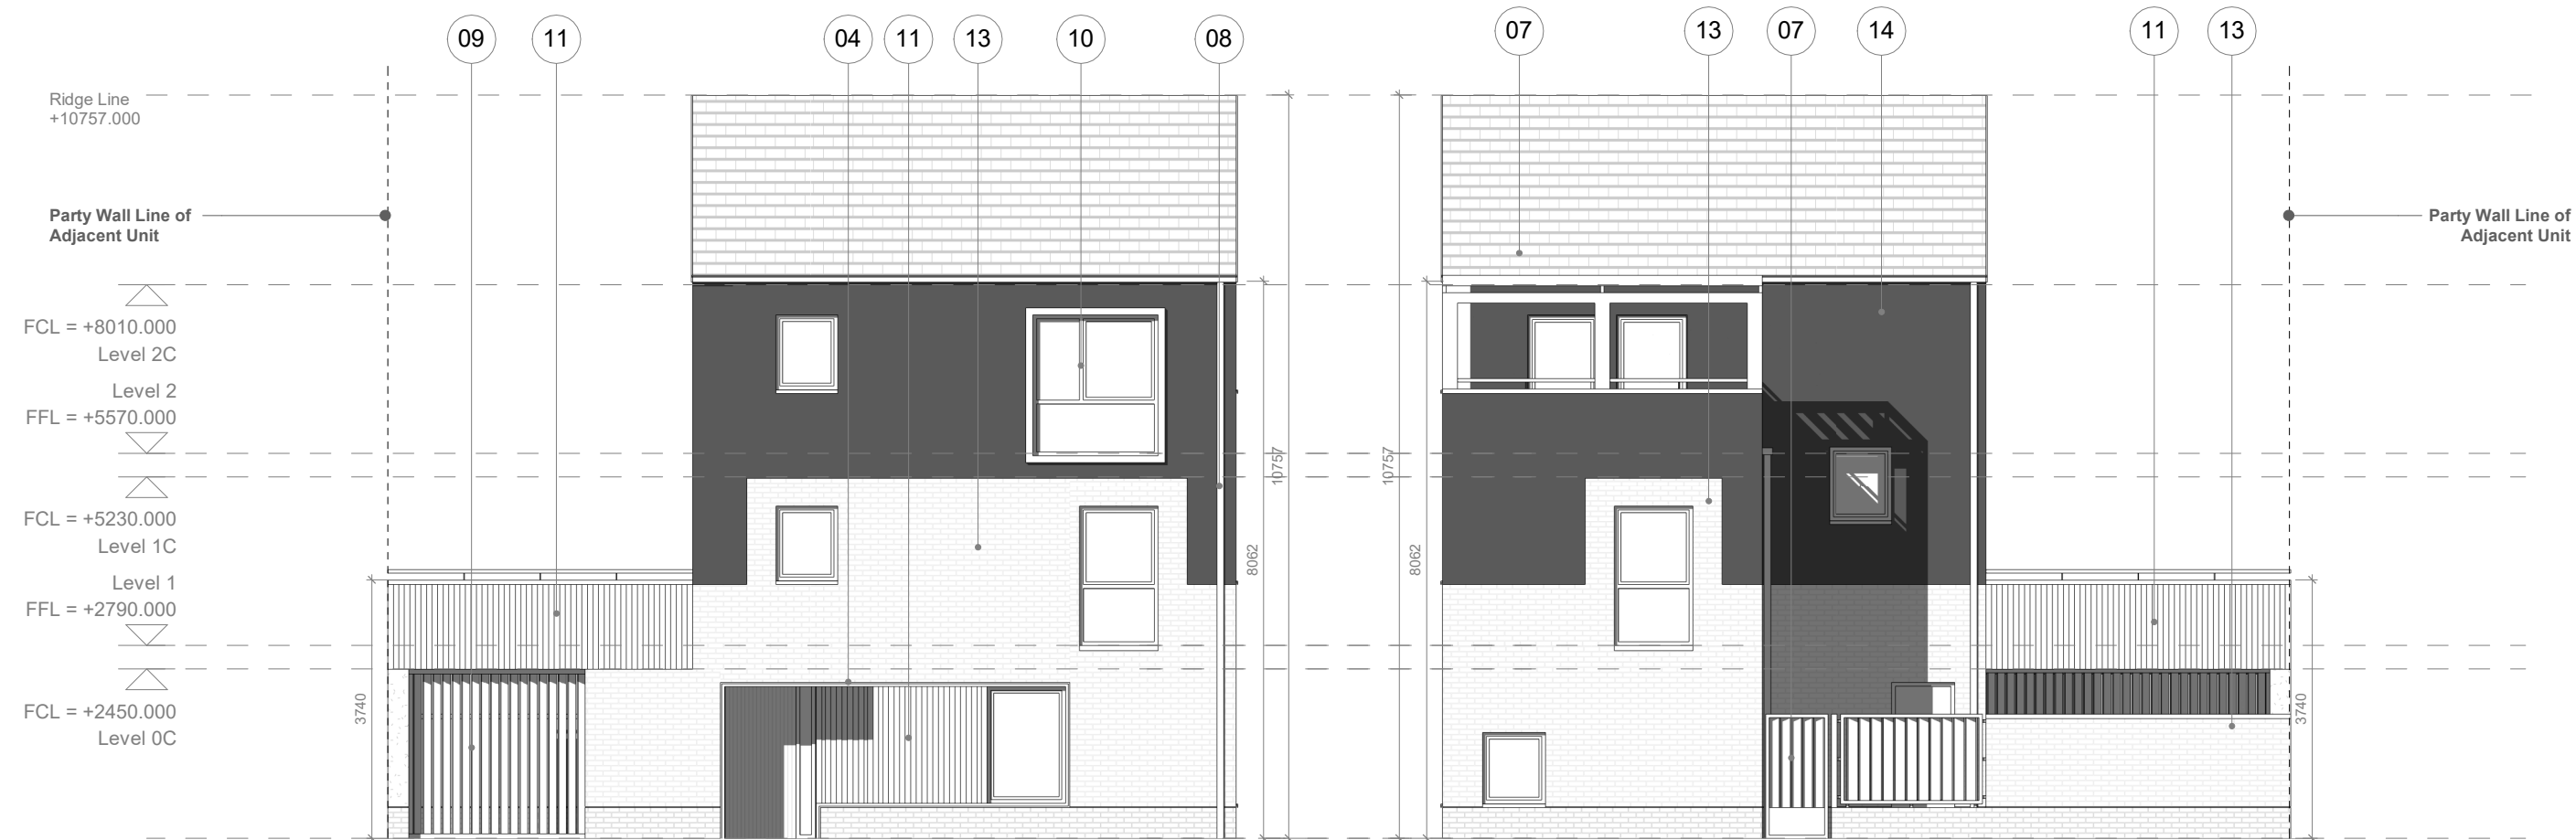 09 11 04 11 13 10 08 07 13 07 14 11 13
Ridge Line
+10757.000
Party Wall Line of
Adjacent Unit
Party Wall Line of
Adjacent Unit
FCL = +8010.000
Level 2C
Level 2
FFL = +5570.000
FCL = +5230.000
Level 1C
Level 1
FFL = +2790.000
FCL = +2450.000
Level 0C
3740
8062
10757
10757
8062
3740